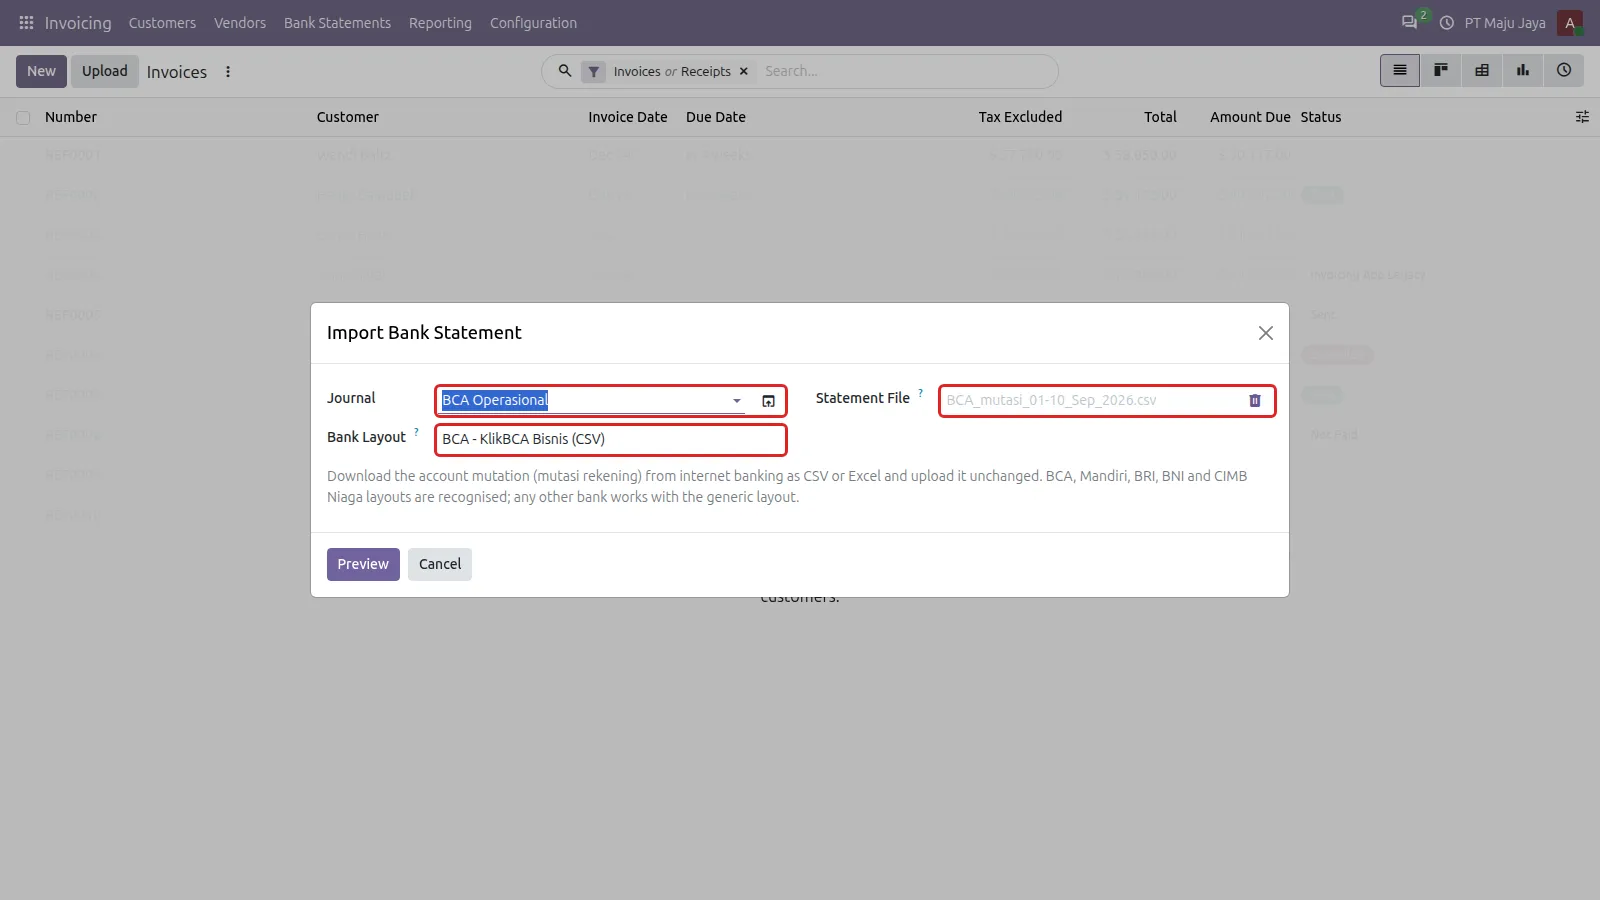 Invoicing Customers Vendors Bank Statements Reporting Configuration 2 PT Maju Jaya A
New Upload Invoices Invoices or Receipts Search...
Number Customer Invoice Date Due Date Tax Excluded Total Amount Due Status
Import Bank Statement
Journal BCA Operasional Statement File ? BCA_mutasi_01-10_Sep_2026.csv
Bank Layout ? BCA - KlikBCA Bisnis (CSV)
Download the account mutation (mutasi rekening) from internet banking as CSV or Excel and upload it unchanged. BCA, Mandiri, BRI, BNI and CIMB
Niaga layouts are recognised; any other bank works with the generic layout.
Preview Cancel
customers.